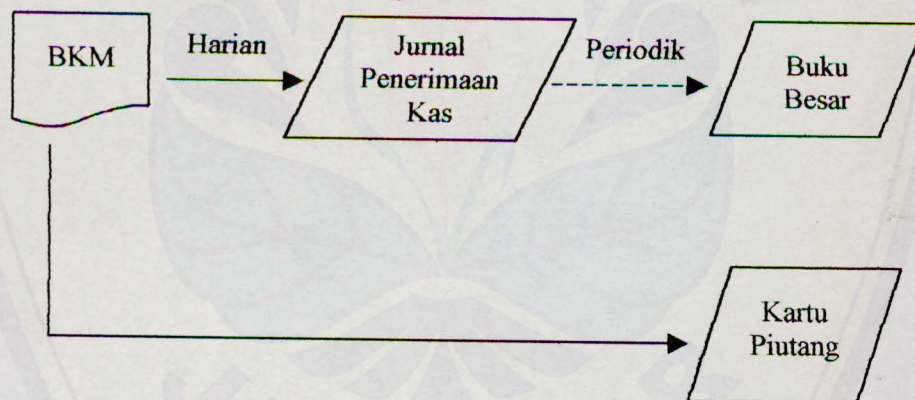 BKM
Harian
Jurnal
Penerimaan
Kas
Periodik
Buku
Besar
Kartu
Piutang